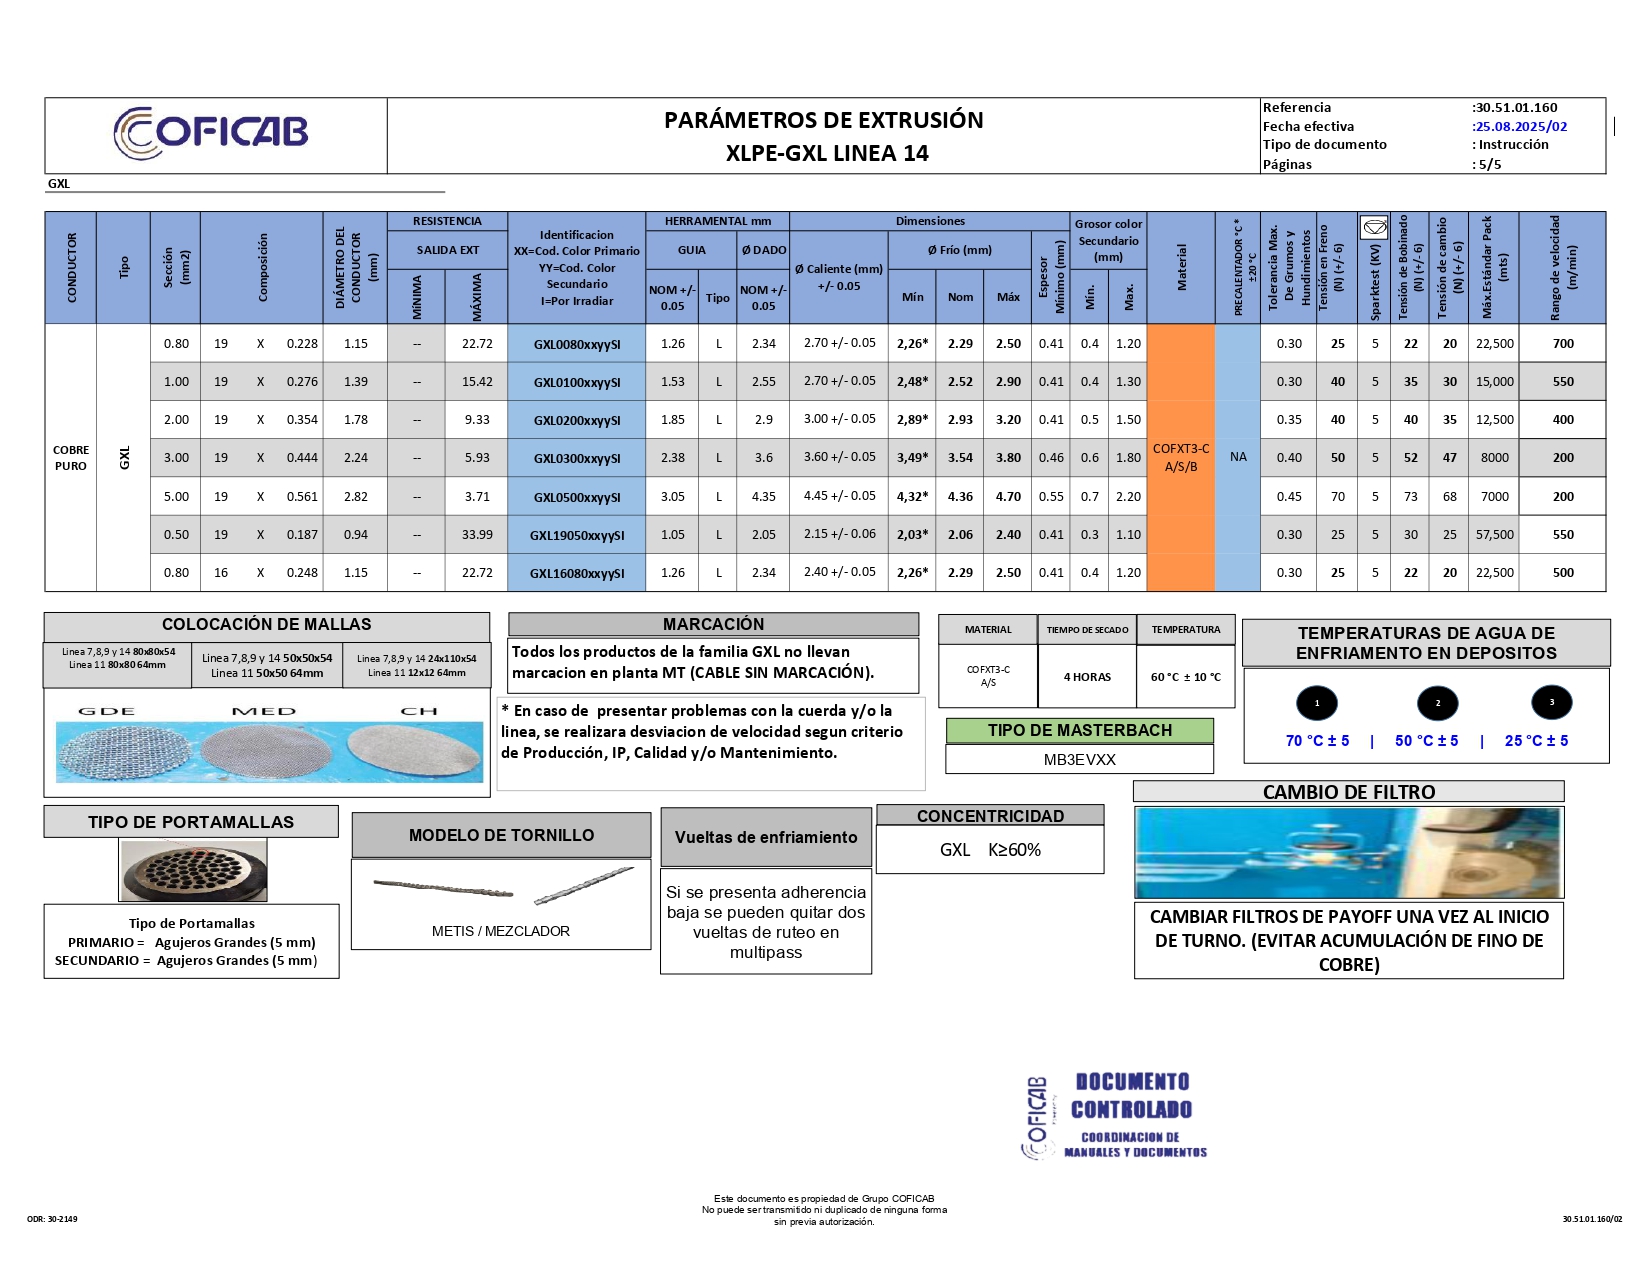 COFICAB
PARÁMETROS DE EXTRUSIÓN
XLPE-GXL LINEA 14
Referencia :30.51.01.160
Fecha efectiva :25.08.2025/02
Tipo de documento : Instrucción
Páginas : 5/5
GXL
CONDUCTOR
Tipo
Sección (mm2)
Composición
DIÁMETRO DEL CONDUCTOR (mm)
RESISTENCIA
SALIDA EXT
MíNIMA
MÁXIMA
Identificacion
XX=Cod. Color Primario
YY=Cod. Color
Secundario
I=Por Irradiar
HERRAMENTAL mm
GUIA
Ø DADO
NOM +/- 0.05
Tipo
NOM +/- 0.05
Dimensiones
Ø Caliente (mm)
+/- 0.05
Ø Frío (mm)
Mín
Nom
Máx
Espesor Mínimo (mm)
Grosor color
Secundario
(mm)
Mín.
Max.
Material
PRECALENTADOR °C * ± 20 °C
Tolerancia Max. De Grumos y Hundimientos
Tensión en Freno (N) (+/- 6)
Sparktest (KV)
Tensión de Bobinado (N) (+/- 6)
Tensión de cambio (N) (+/- 6)
Máx.Estándar Pack (mts)
Rango de velocidad (m/min)
COBRE
PURO
GXL
0.80 19 X 0.228 1.15 -- 22.72 GXL0080xxyySI 1.26 L 2.34 2.70 +/- 0.05 2,26* 2.29 2.50 0.41 0.4 1.20 0.30 25 5 22 20 22,500 700
1.00 19 X 0.276 1.39 -- 15.42 GXL0100xxyySI 1.53 L 2.55 2.70 +/- 0.05 2,48* 2.52 2.90 0.41 0.4 1.30 0.30 40 5 35 30 15,000 550
2.00 19 X 0.354 1.78 -- 9.33 GXL0200xxyySI 1.85 L 2.9 3.00 +/- 0.05 2,89* 2.93 3.20 0.41 0.5 1.50 0.35 40 5 40 35 12,500 400
3.00 19 X 0.444 2.24 -- 5.93 GXL0300xxyySI 2.38 L 3.6 3.60 +/- 0.05 3,49* 3.54 3.80 0.46 0.6 1.80 0.40 50 5 52 47 8000 200
COFXT3-C
A/S/B
NA
5.00 19 X 0.561 2.82 -- 3.71 GXL0500xxyySI 3.05 L 4.35 4.45 +/- 0.05 4,32* 4.36 4.70 0.55 0.7 2.20 0.45 70 5 73 68 7000 200
0.50 19 X 0.187 0.94 -- 33.99 GXL19050xxyySI 1.05 L 2.05 2.15 +/- 0.06 2,03* 2.06 2.40 0.41 0.3 1.10 0.30 25 5 30 25 57,500 550
0.80 16 X 0.248 1.15 -- 22.72 GXL16080xxyySI 1.26 L 2.34 2.40 +/- 0.05 2,26* 2.29 2.50 0.41 0.4 1.20 0.30 25 5 22 20 22,500 500
COLOCACIÓN DE MALLAS
Linea 7,8,9 y 14 80x80x54
Linea 11 80x80 64mm
Linea 7,8,9 y 14 50x50x54
Linea 11 50x50 64mm
Linea 7,8,9 y 14 24x110x54
Linea 11 12x12 64mm
GDE MED CH
MARCACIÓN
Todos los productos de la familia GXL no llevan
marcacion en planta MT (CABLE SIN MARCACIÓN).
* En caso de presentar problemas con la cuerda y/o la
linea, se realizara desviacion de velocidad segun criterio
de Producción, IP, Calidad y/o Mantenimiento.
MATERIAL TIEMPO DE SECADO TEMPERATURA
COFXT3-C
A/S
4 HORAS
60 °C ± 10 °C
TIPO DE MASTERBACH
MB3EVXX
TEMPERATURAS DE AGUA DE
ENFRIAMENTO EN DEPOSITOS
1 2 3
70 °C ± 5 | 50 °C ± 5 | 25 °C ± 5
TIPO DE PORTAMALLAS
Tipo de Portamallas
PRIMARIO = Agujeros Grandes (5 mm)
SECUNDARIO = Agujeros Grandes (5 mm)
MODELO DE TORNILLO
METIS / MEZCLADOR
Vueltas de enfriamiento
Si se presenta adherencia
baja se pueden quitar dos
vueltas de ruteo en
multipass
CONCENTRICIDAD
GXL K≥60%
CAMBIO DE FILTRO
CAMBIAR FILTROS DE PAYOFF UNA VEZ AL INICIO
DE TURNO. (EVITAR ACUMULACIÓN DE FINO DE
COBRE)
COFICAB
DOCUMENTO
CONTROLADO
COORDINACION DE
MANUALES Y DOCUMENTOS
Este documento es propiedad de Grupo COFICAB
No puede ser transmitido ni duplicado de ninguna forma
sin previa autorización.
ODR: 30-2149
30.51.01.160/02